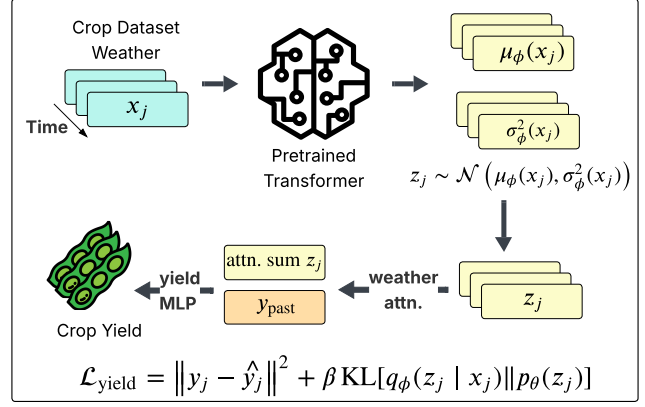 Crop Dataset
Weather
x_j
Time
Pretrained
Transformer
μ_ϕ(x_j)
σ²_ϕ(x_j)
z_j ∼ 𝒩 (μ_ϕ(x_j), σ²_ϕ(x_j))
z_j
weather
attn.
attn. sum z_j
y_past
yield
MLP
Crop Yield
ℒ_yield = ‖y_j − ŷ_j‖² + β KL[q_ϕ(z_j | x_j)‖p_θ(z_j)]